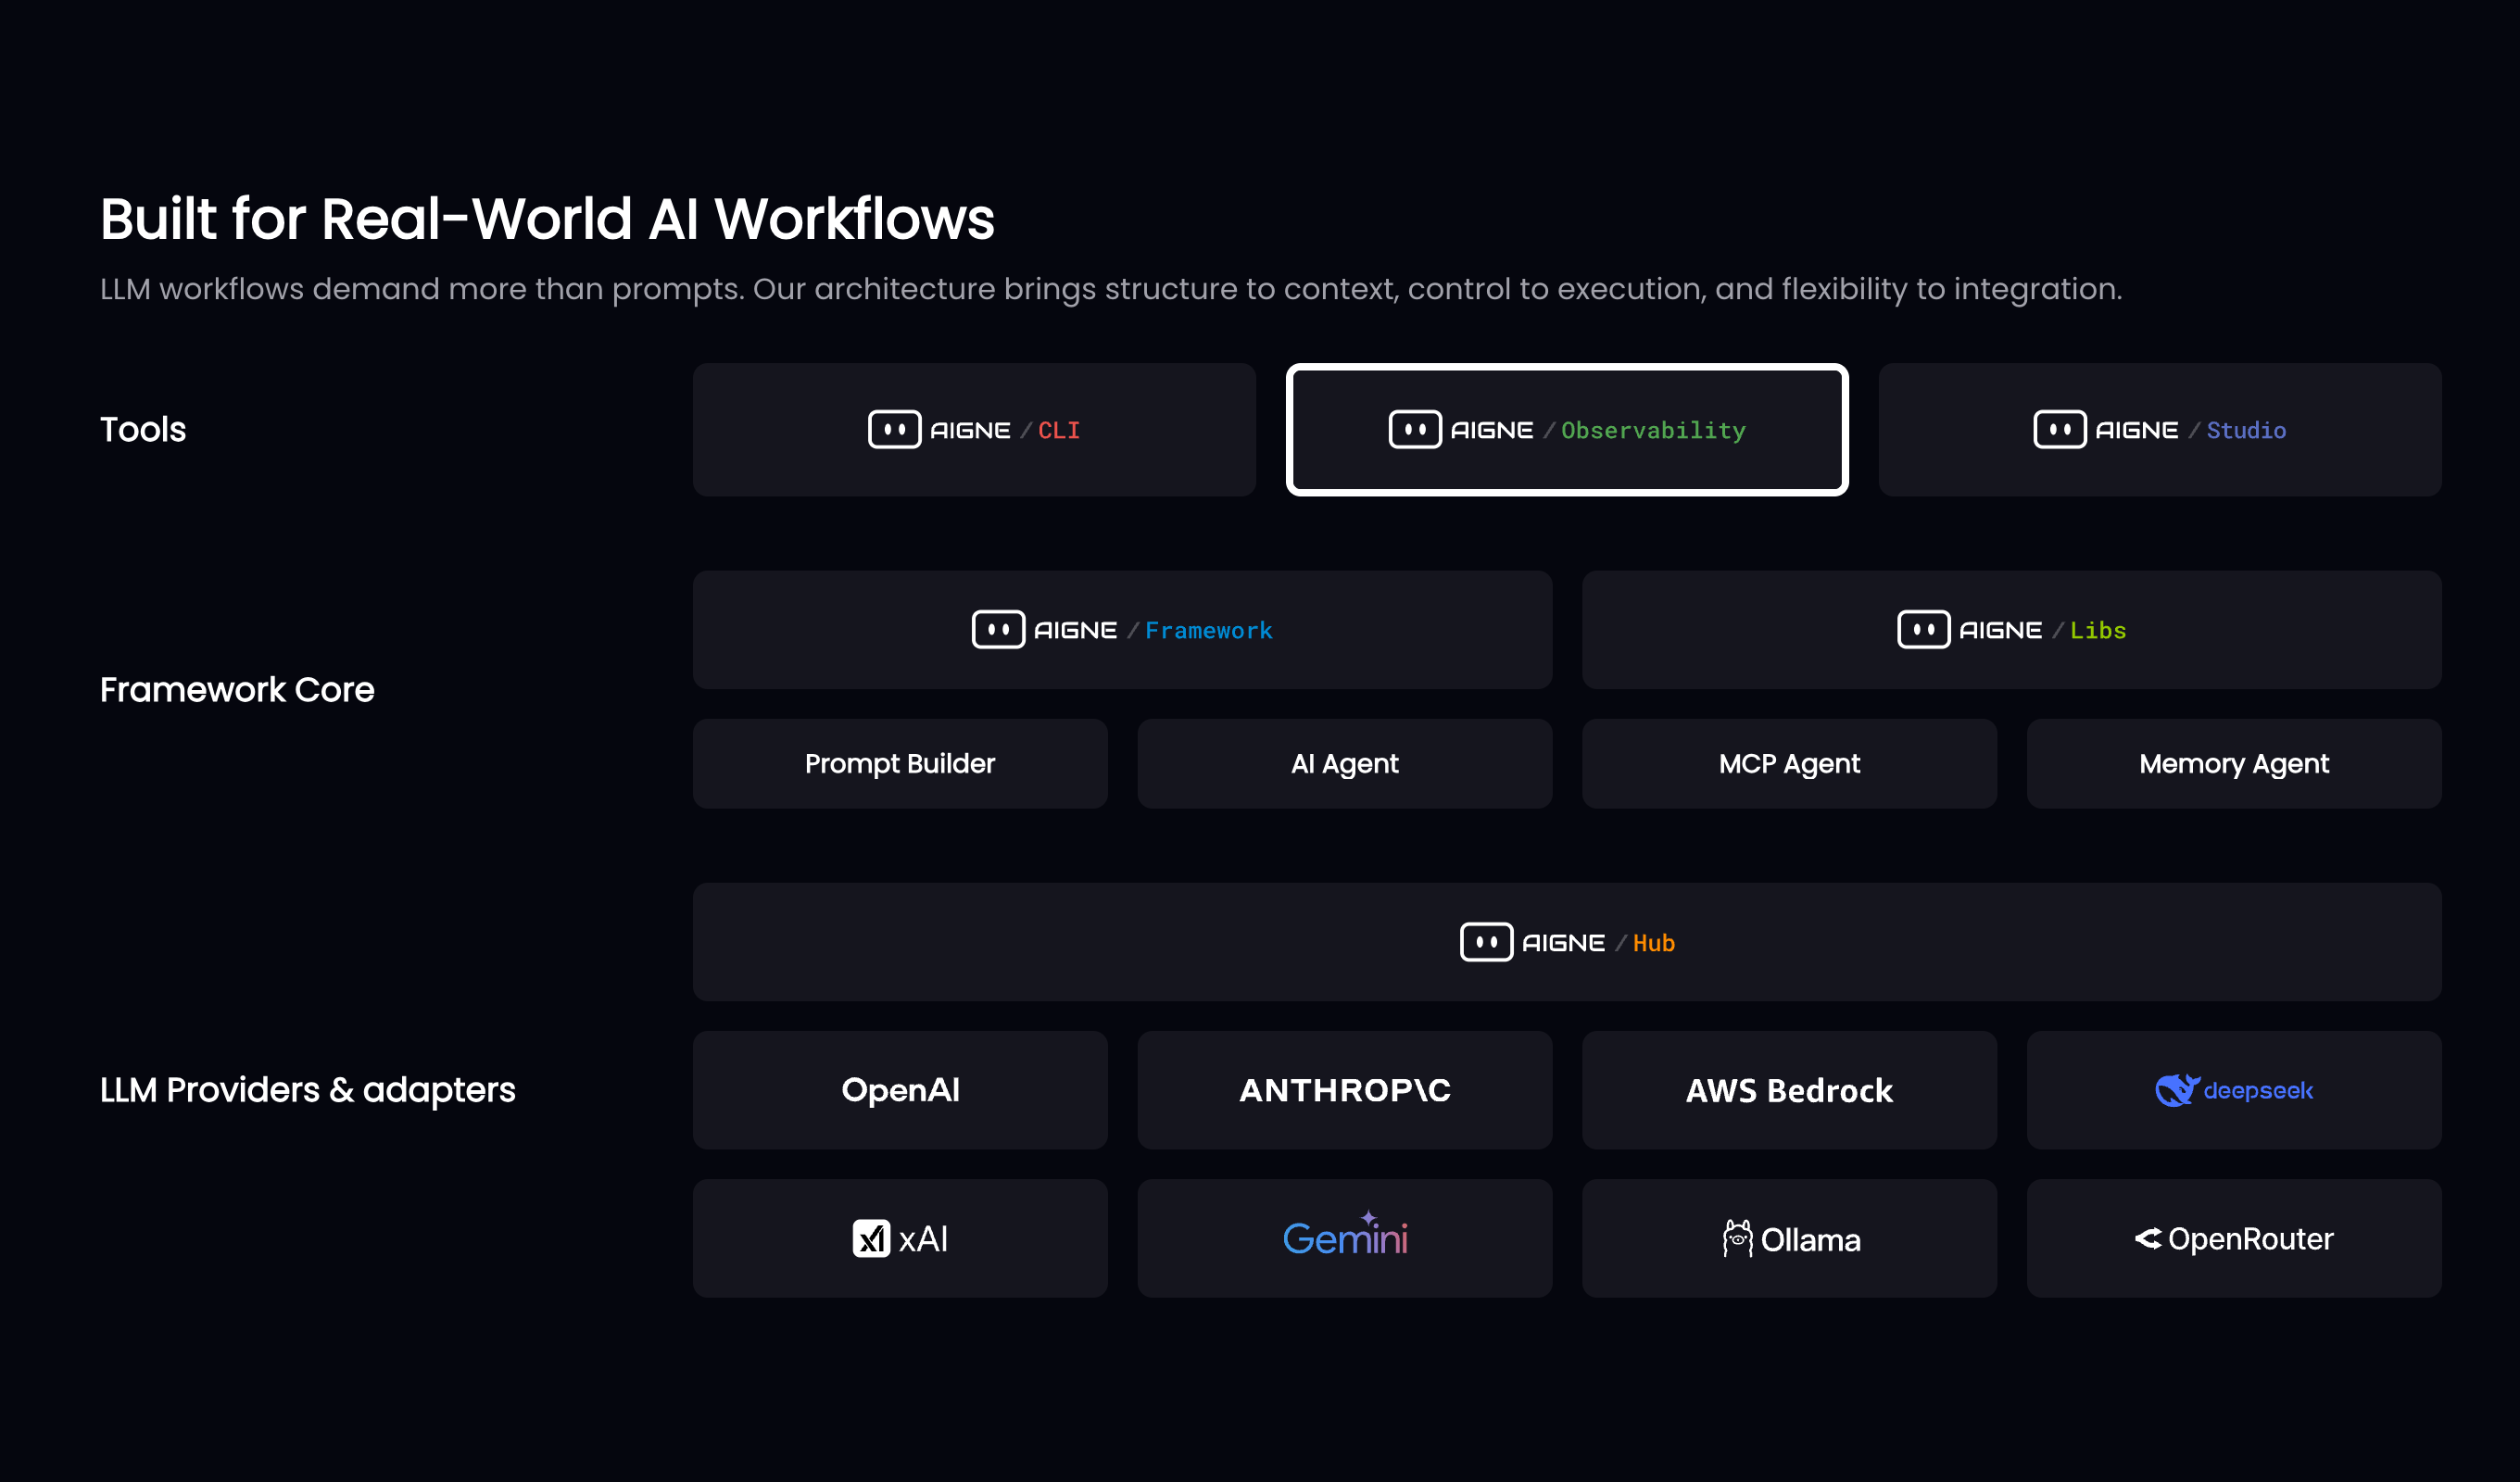 Built for Real-World AI Workflows
LLM workflows demand more than prompts. Our architecture brings structure to context, control to execution, and flexibility to integration.
Tools
AIGNE / CLI
AIGNE / Observability
AIGNE / Studio
Framework Core
AIGNE / Framework
AIGNE / Libs
Prompt Builder
AI Agent
MCP Agent
Memory Agent
LLM Providers & adapters
AIGNE / Hub
OpenAI
ANTHROP\C
AWS Bedrock
deepseek
xAI
Gemini
Ollama
OpenRouter